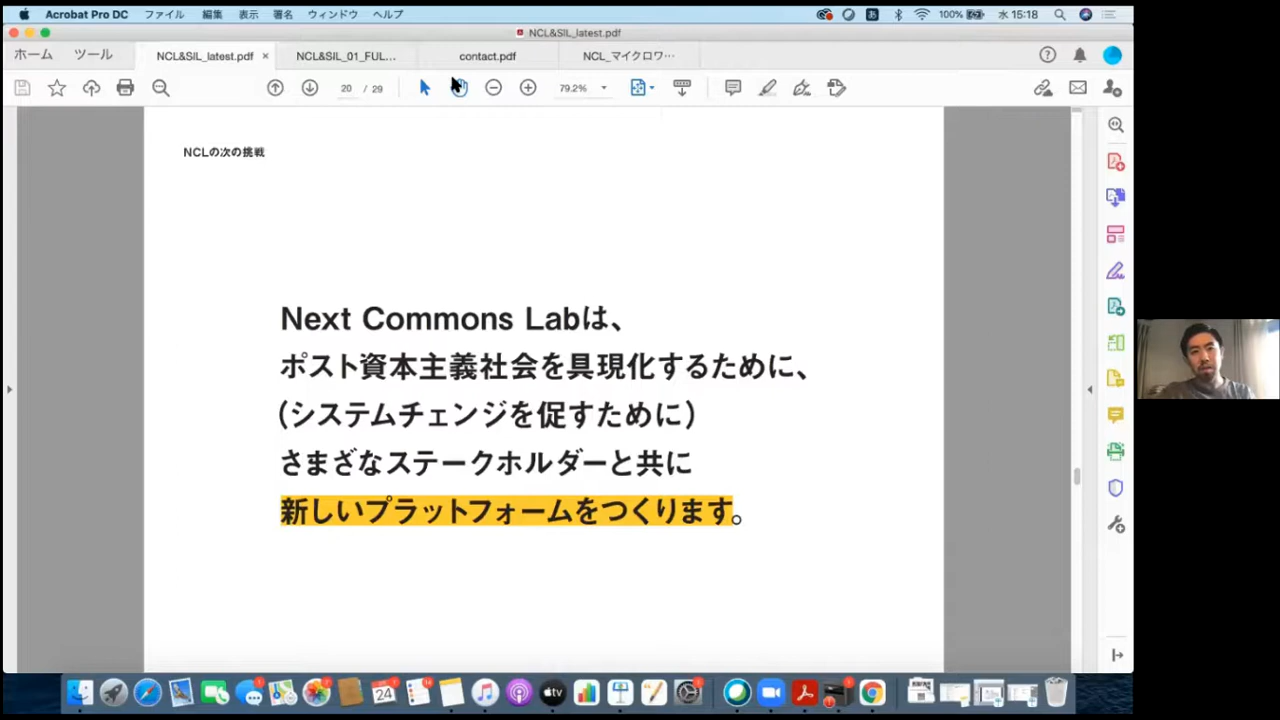 Acrobat Pro DC ファイル 編集 表示 署名 ウィンドウ ヘルプ 100% 水 15:18
NCL&SIL_latest.pdf
ホーム ツール NCL&SIL_latest.pdf × NCL&SIL_01_FUL... contact.pdf NCL_マイクロワ…
20 / 29 79.2%
NCLの次の挑戦
Next Commons Labは、
ポスト資本主義社会を具現化するために、
(システムチェンジを促すために)
さまざなステークホルダーと共に
新しいプラットフォームをつくります。
24
tv